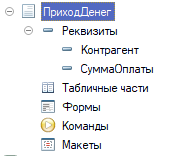 ПриходДенег
Реквизиты
Контрагент
СуммаОплаты
Табличные части
Формы
Команды
Макеты